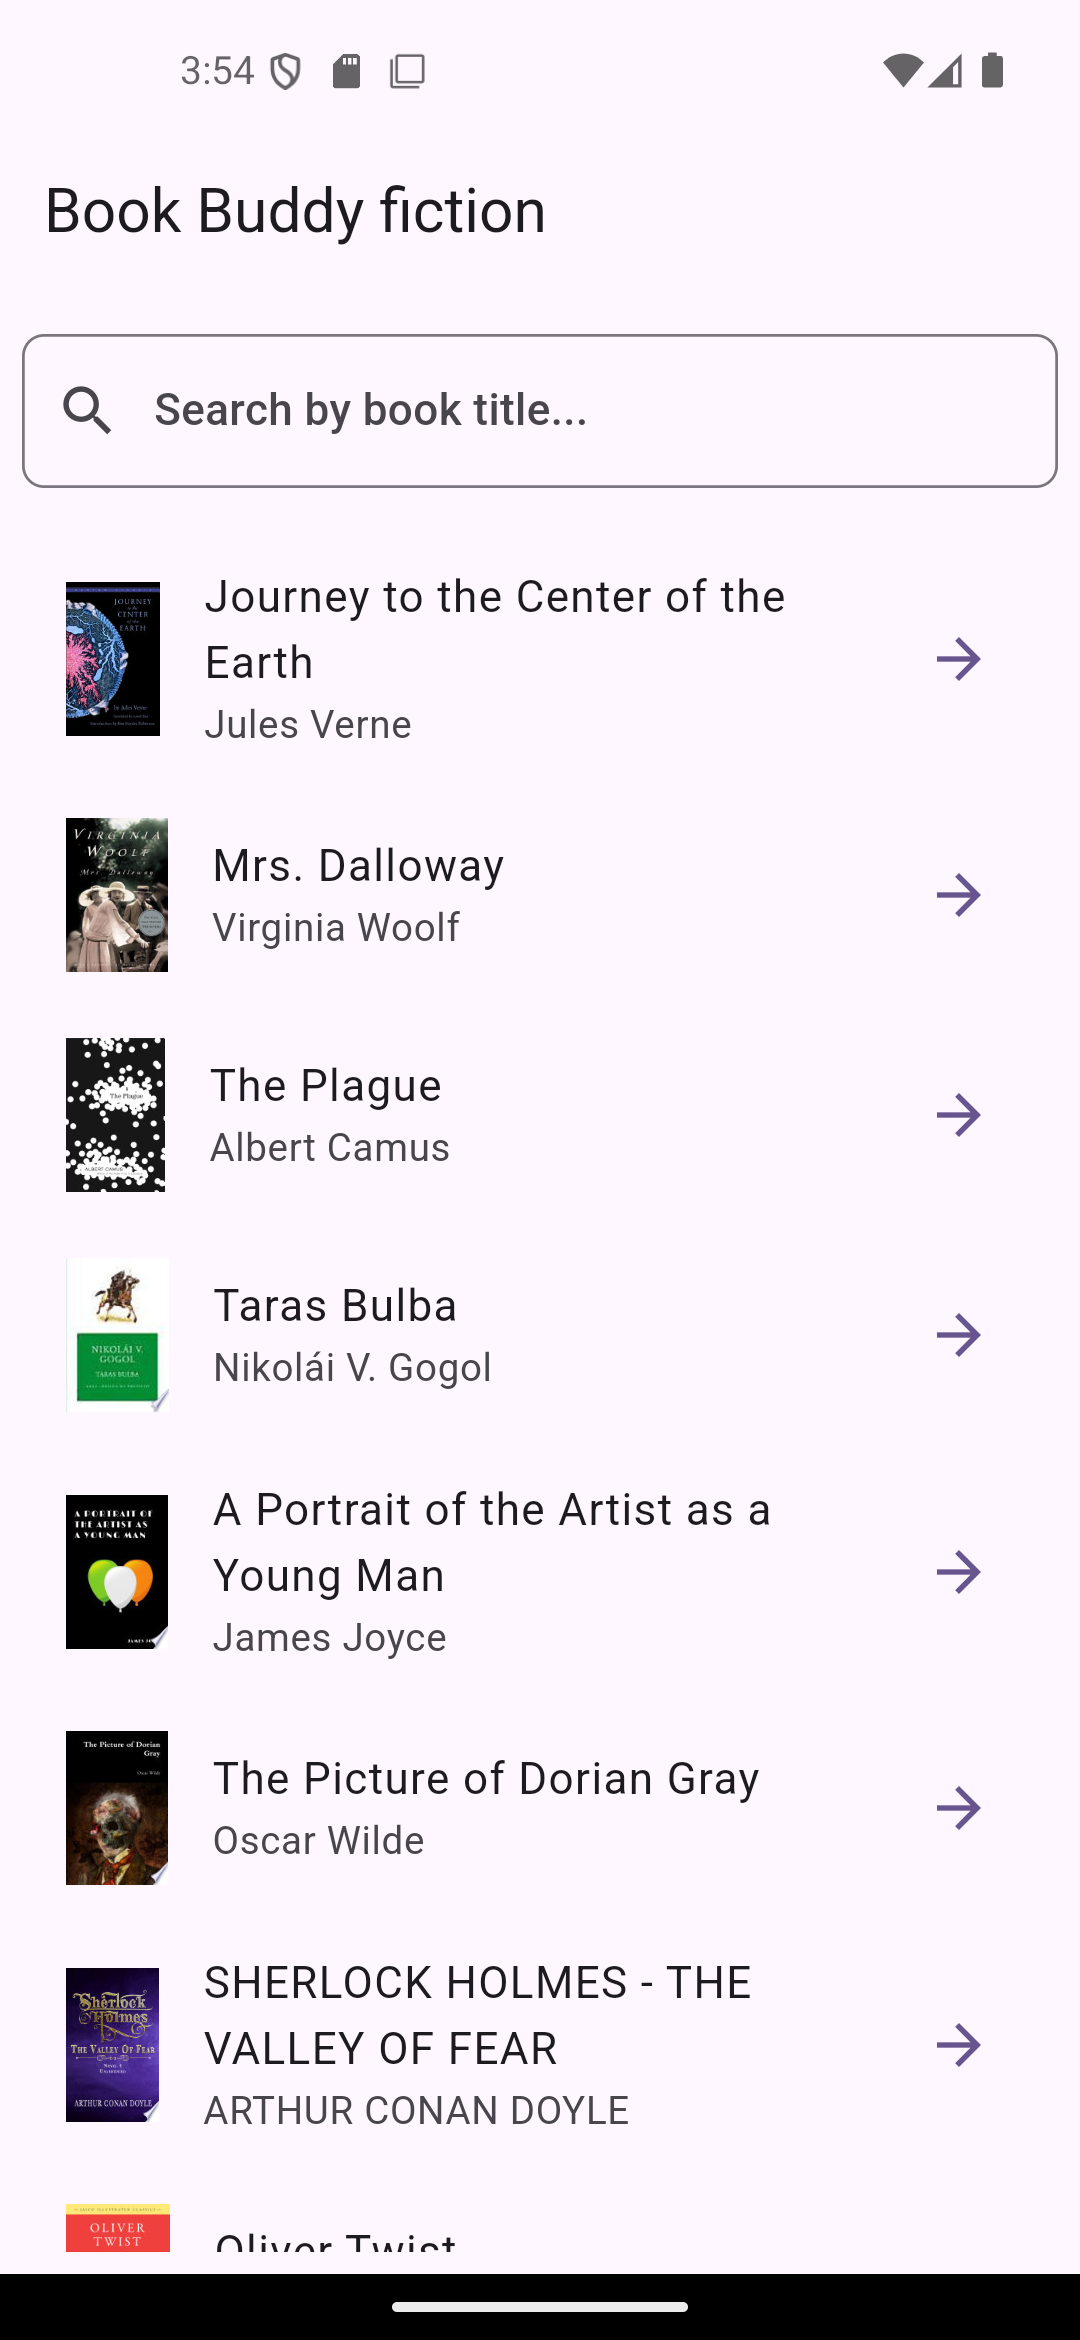 3:54
Book Buddy fiction
Search by book title...
JOURNEY
to the
CENTER
of the
EARTH
by Jules Verne
Journey to the Center of the
Earth
Jules Verne
VIRGINIA
WOOLF
Mrs. Dalloway
Mrs. Dalloway
Virginia Woolf
The Plague
ALBERT CAMUS
The Plague
Albert Camus
NIKOLÁI V.
GOGOL
TARAS BULBA
Taras Bulba
Nikolái V. Gogol
A PORTRAIT OF
THE ARTIST AS
A YOUNG MAN
A Portrait of the Artist as a
Young Man
James Joyce
The Picture of Dorian
Gray
Oscar Wilde
The Picture of Dorian Gray
Oscar Wilde
Sherlock
Holmes
THE VALLEY OF FEAR
ARTHUR CONAN DOYLE
SHERLOCK HOLMES - THE
VALLEY OF FEAR
ARTHUR CONAN DOYLE
OLIVER
TWIST
Oliver Twist